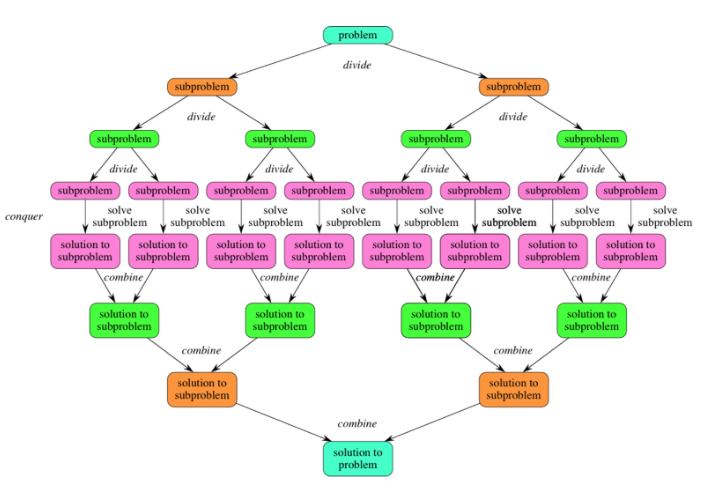 problem
divide
subproblem subproblem
divide divide
subproblem subproblem subproblem subproblem
divide divide divide divide
subproblem subproblem subproblem subproblem subproblem subproblem subproblem subproblem
conquer
solve solve solve solve solve solve solve solve
subproblem subproblem subproblem subproblem subproblem subproblem subproblem subproblem
solution to solution to solution to solution to solution to solution to solution to solution to
subproblem subproblem subproblem subproblem subproblem subproblem subproblem subproblem
combine combine combine combine
solution to solution to solution to solution to
subproblem subproblem subproblem subproblem
combine combine
solution to solution to
subproblem subproblem
combine
solution to
problem